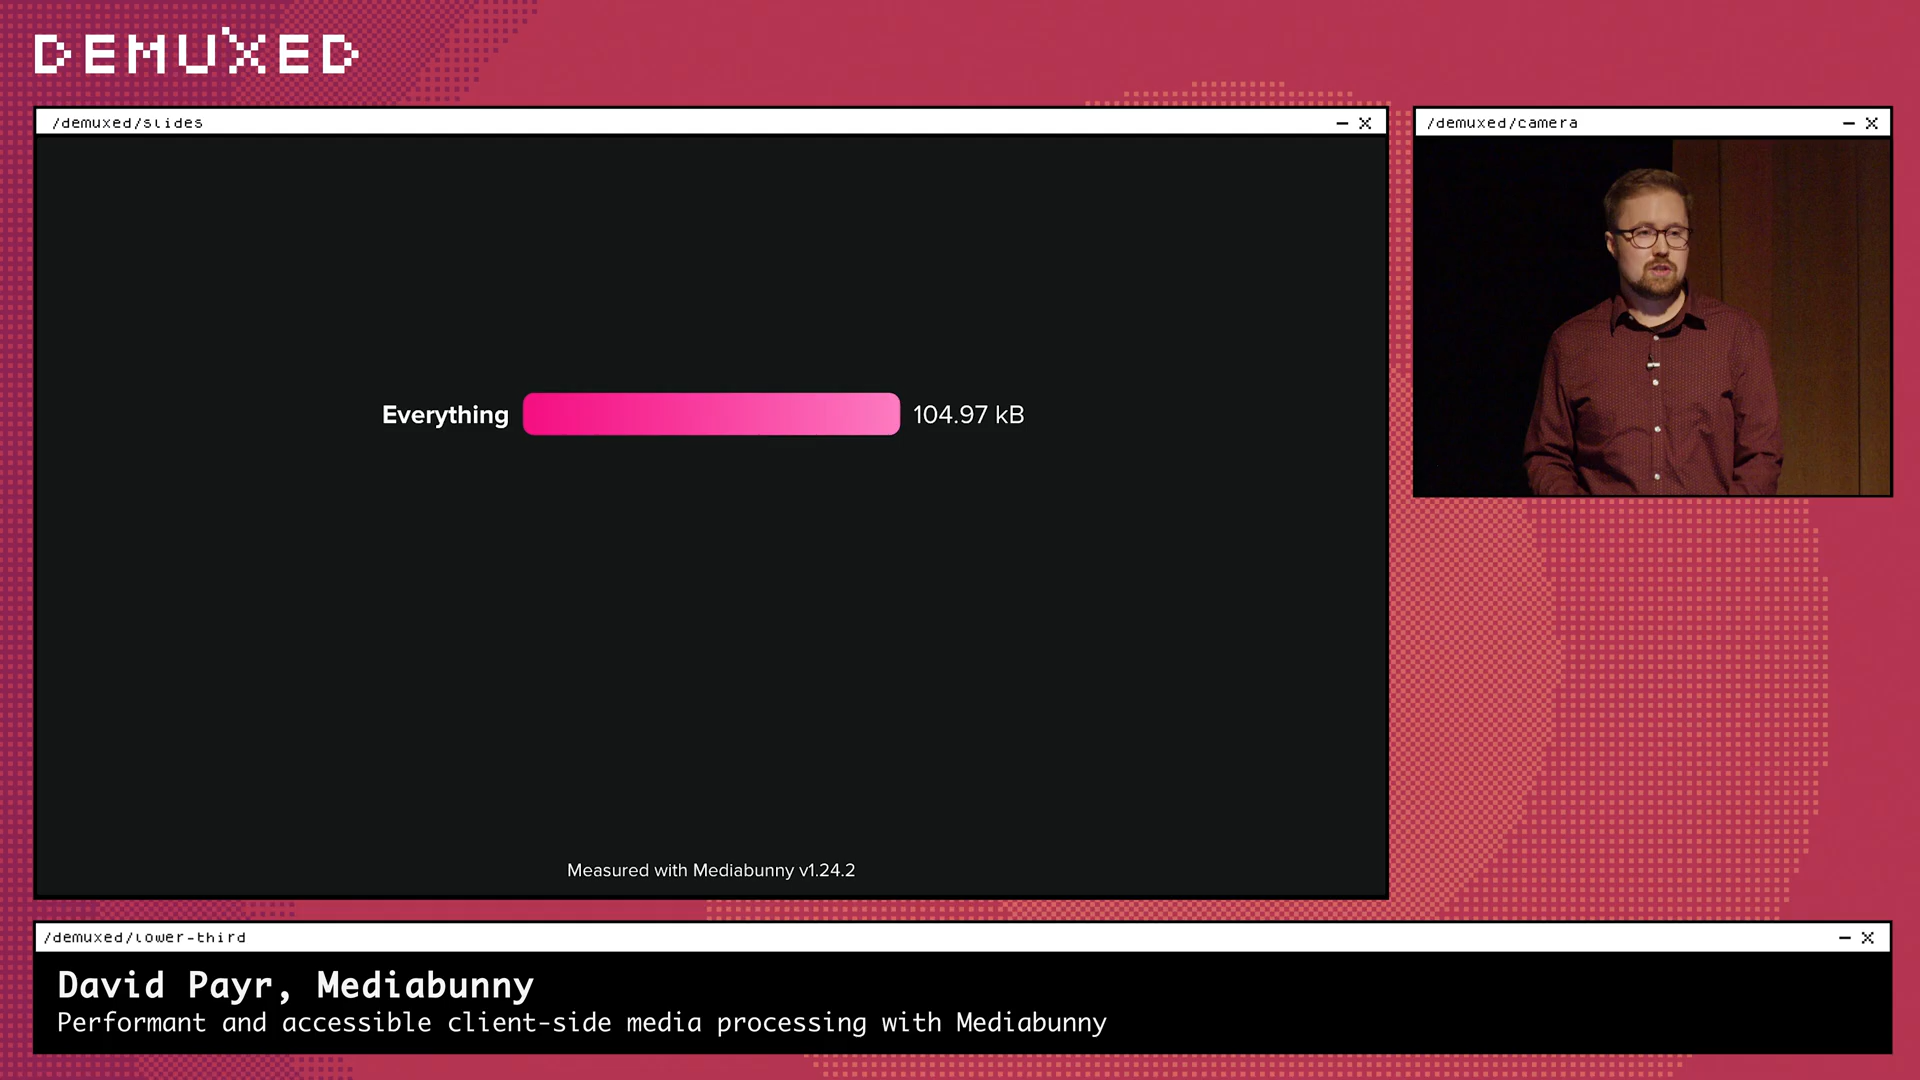 DEMUXED
/demuxed/slides
/demuxed/camera
Everything 104.97 kB
Measured with Mediabunny v1.24.2
/demuxed/lower-third
David Payr, Mediabunny
Performant and accessible client-side media processing with Mediabunny